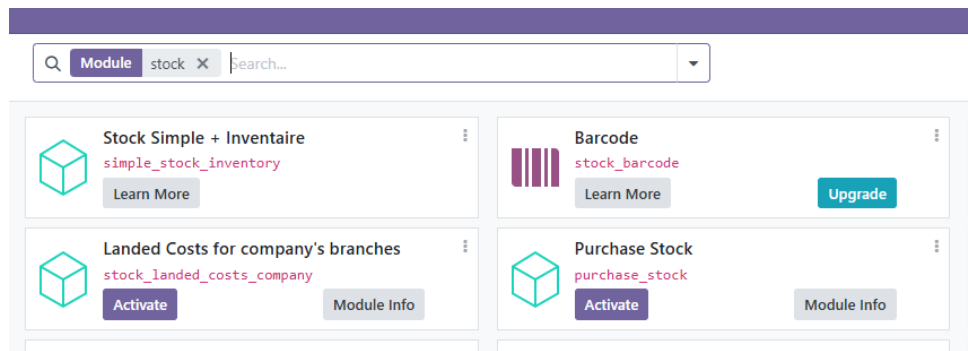 Module stock Search...
Stock Simple + Inventaire
simple_stock_inventory
Learn More
Barcode
stock_barcode
Learn More Upgrade
Landed Costs for company's branches
stock_landed_costs_company
Activate Module Info
Purchase Stock
purchase_stock
Activate Module Info